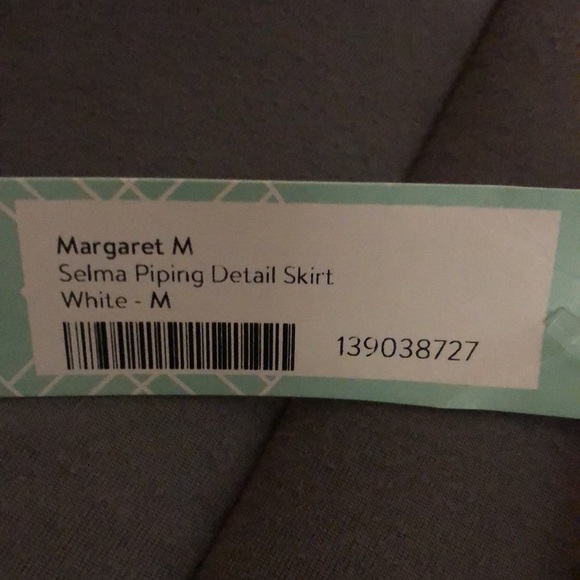 Margaret M
Selma Piping Detail Skirt
White - M
139038727